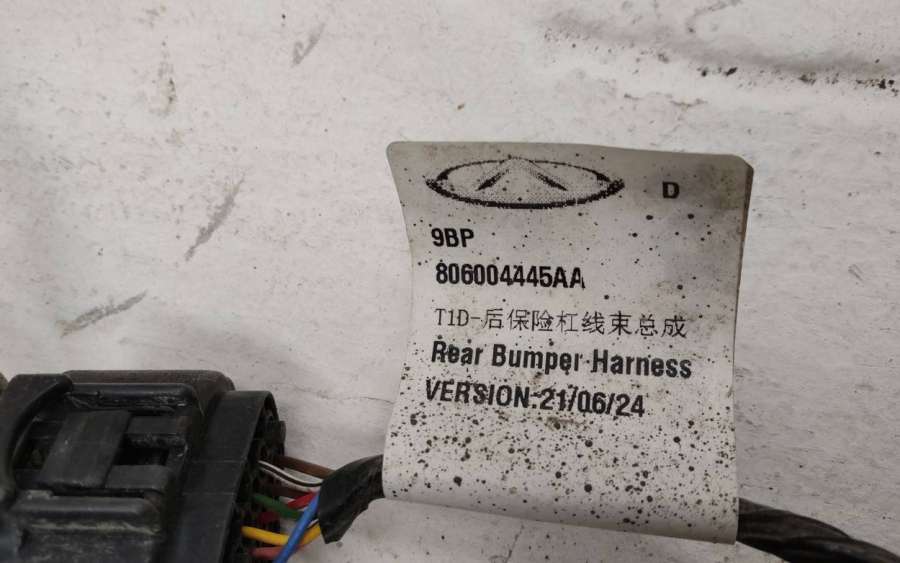 D
9BP
806004445AA
T1D-后保险杠线束总成
Rear Bumper Harness
VERSION:21/06/24